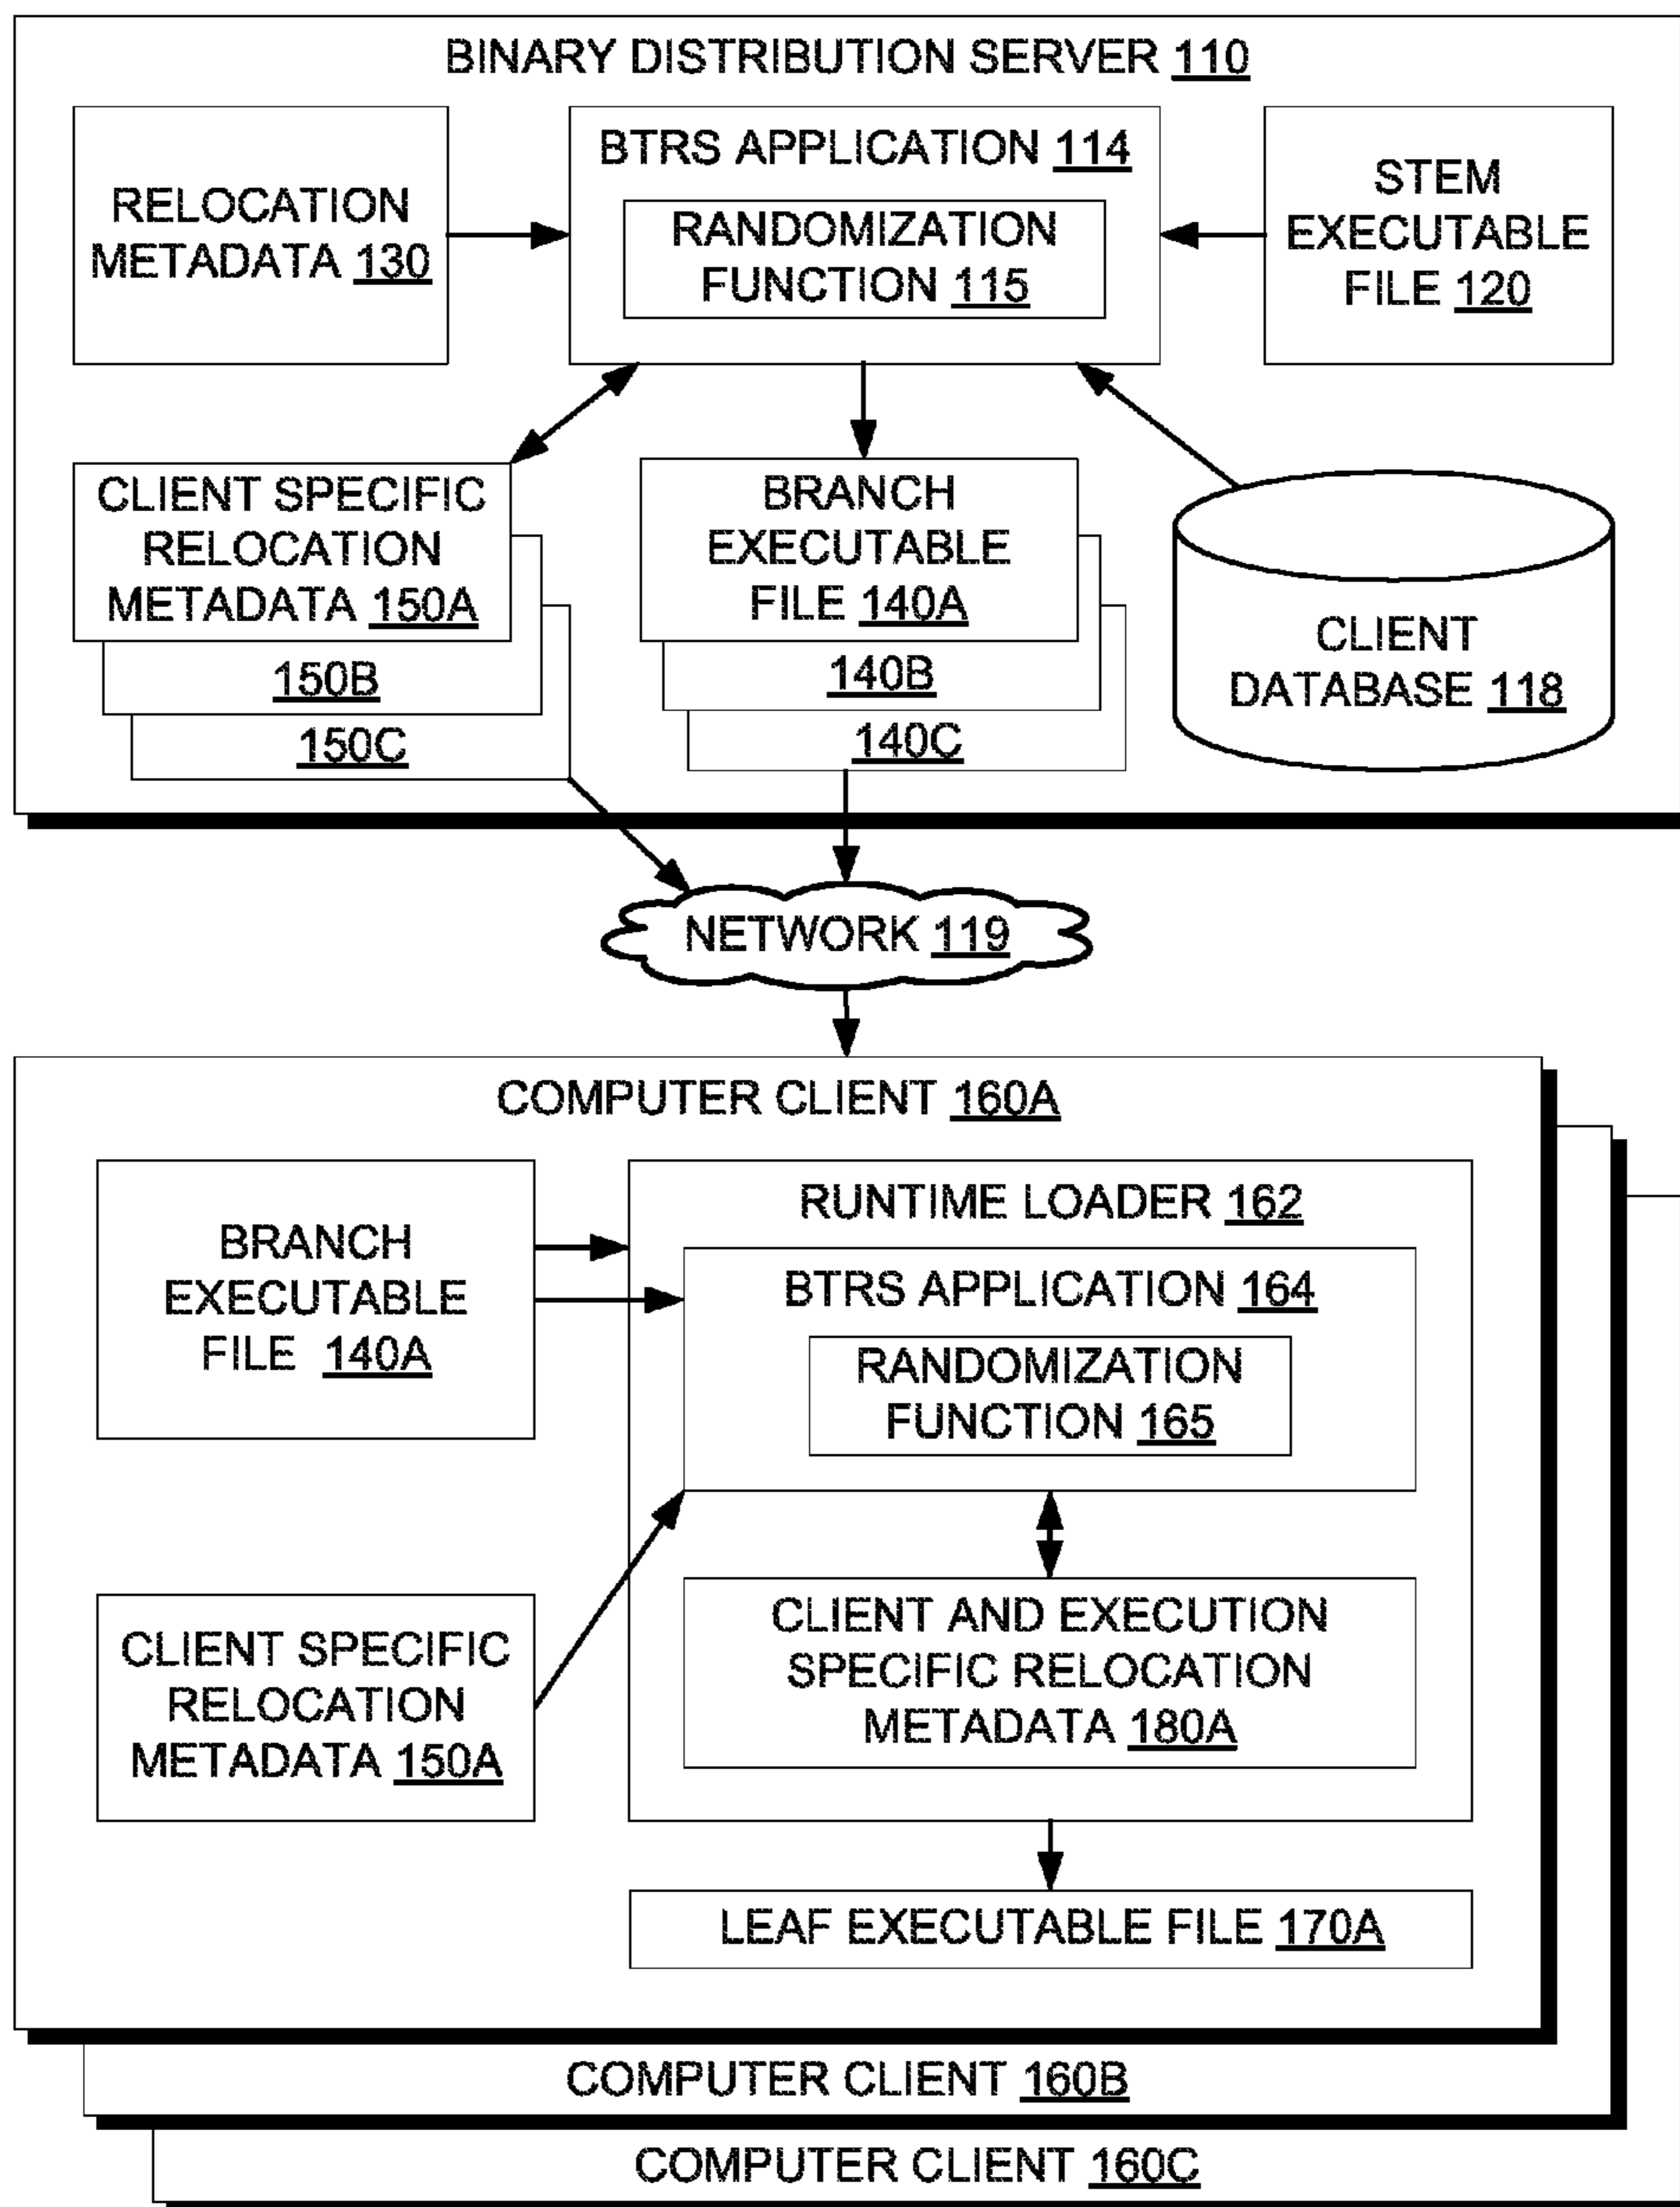 BINARY DISTRIBUTION SERVER 110
RELOCATION
METADATA 130
BTRS APPLICATION 114
RANDOMIZATION
FUNCTION 115
STEM
EXECUTABLE
FILE 120
CLIENT SPECIFIC
RELOCATION
METADATA 150A
150B
150C
BRANCH
EXECUTABLE
FILE 140A
140B
140C
CLIENT
DATABASE 118
NETWORK 119
COMPUTER CLIENT 160A
BRANCH
EXECUTABLE
FILE 140A
RUNTIME LOADER 162
BTRS APPLICATION 164
RANDOMIZATION
FUNCTION 165
CLIENT SPECIFIC
RELOCATION
METADATA 150A
CLIENT AND EXECUTION
SPECIFIC RELOCATION
METADATA 180A
LEAF EXECUTABLE FILE 170A
COMPUTER CLIENT 160B
COMPUTER CLIENT 160C